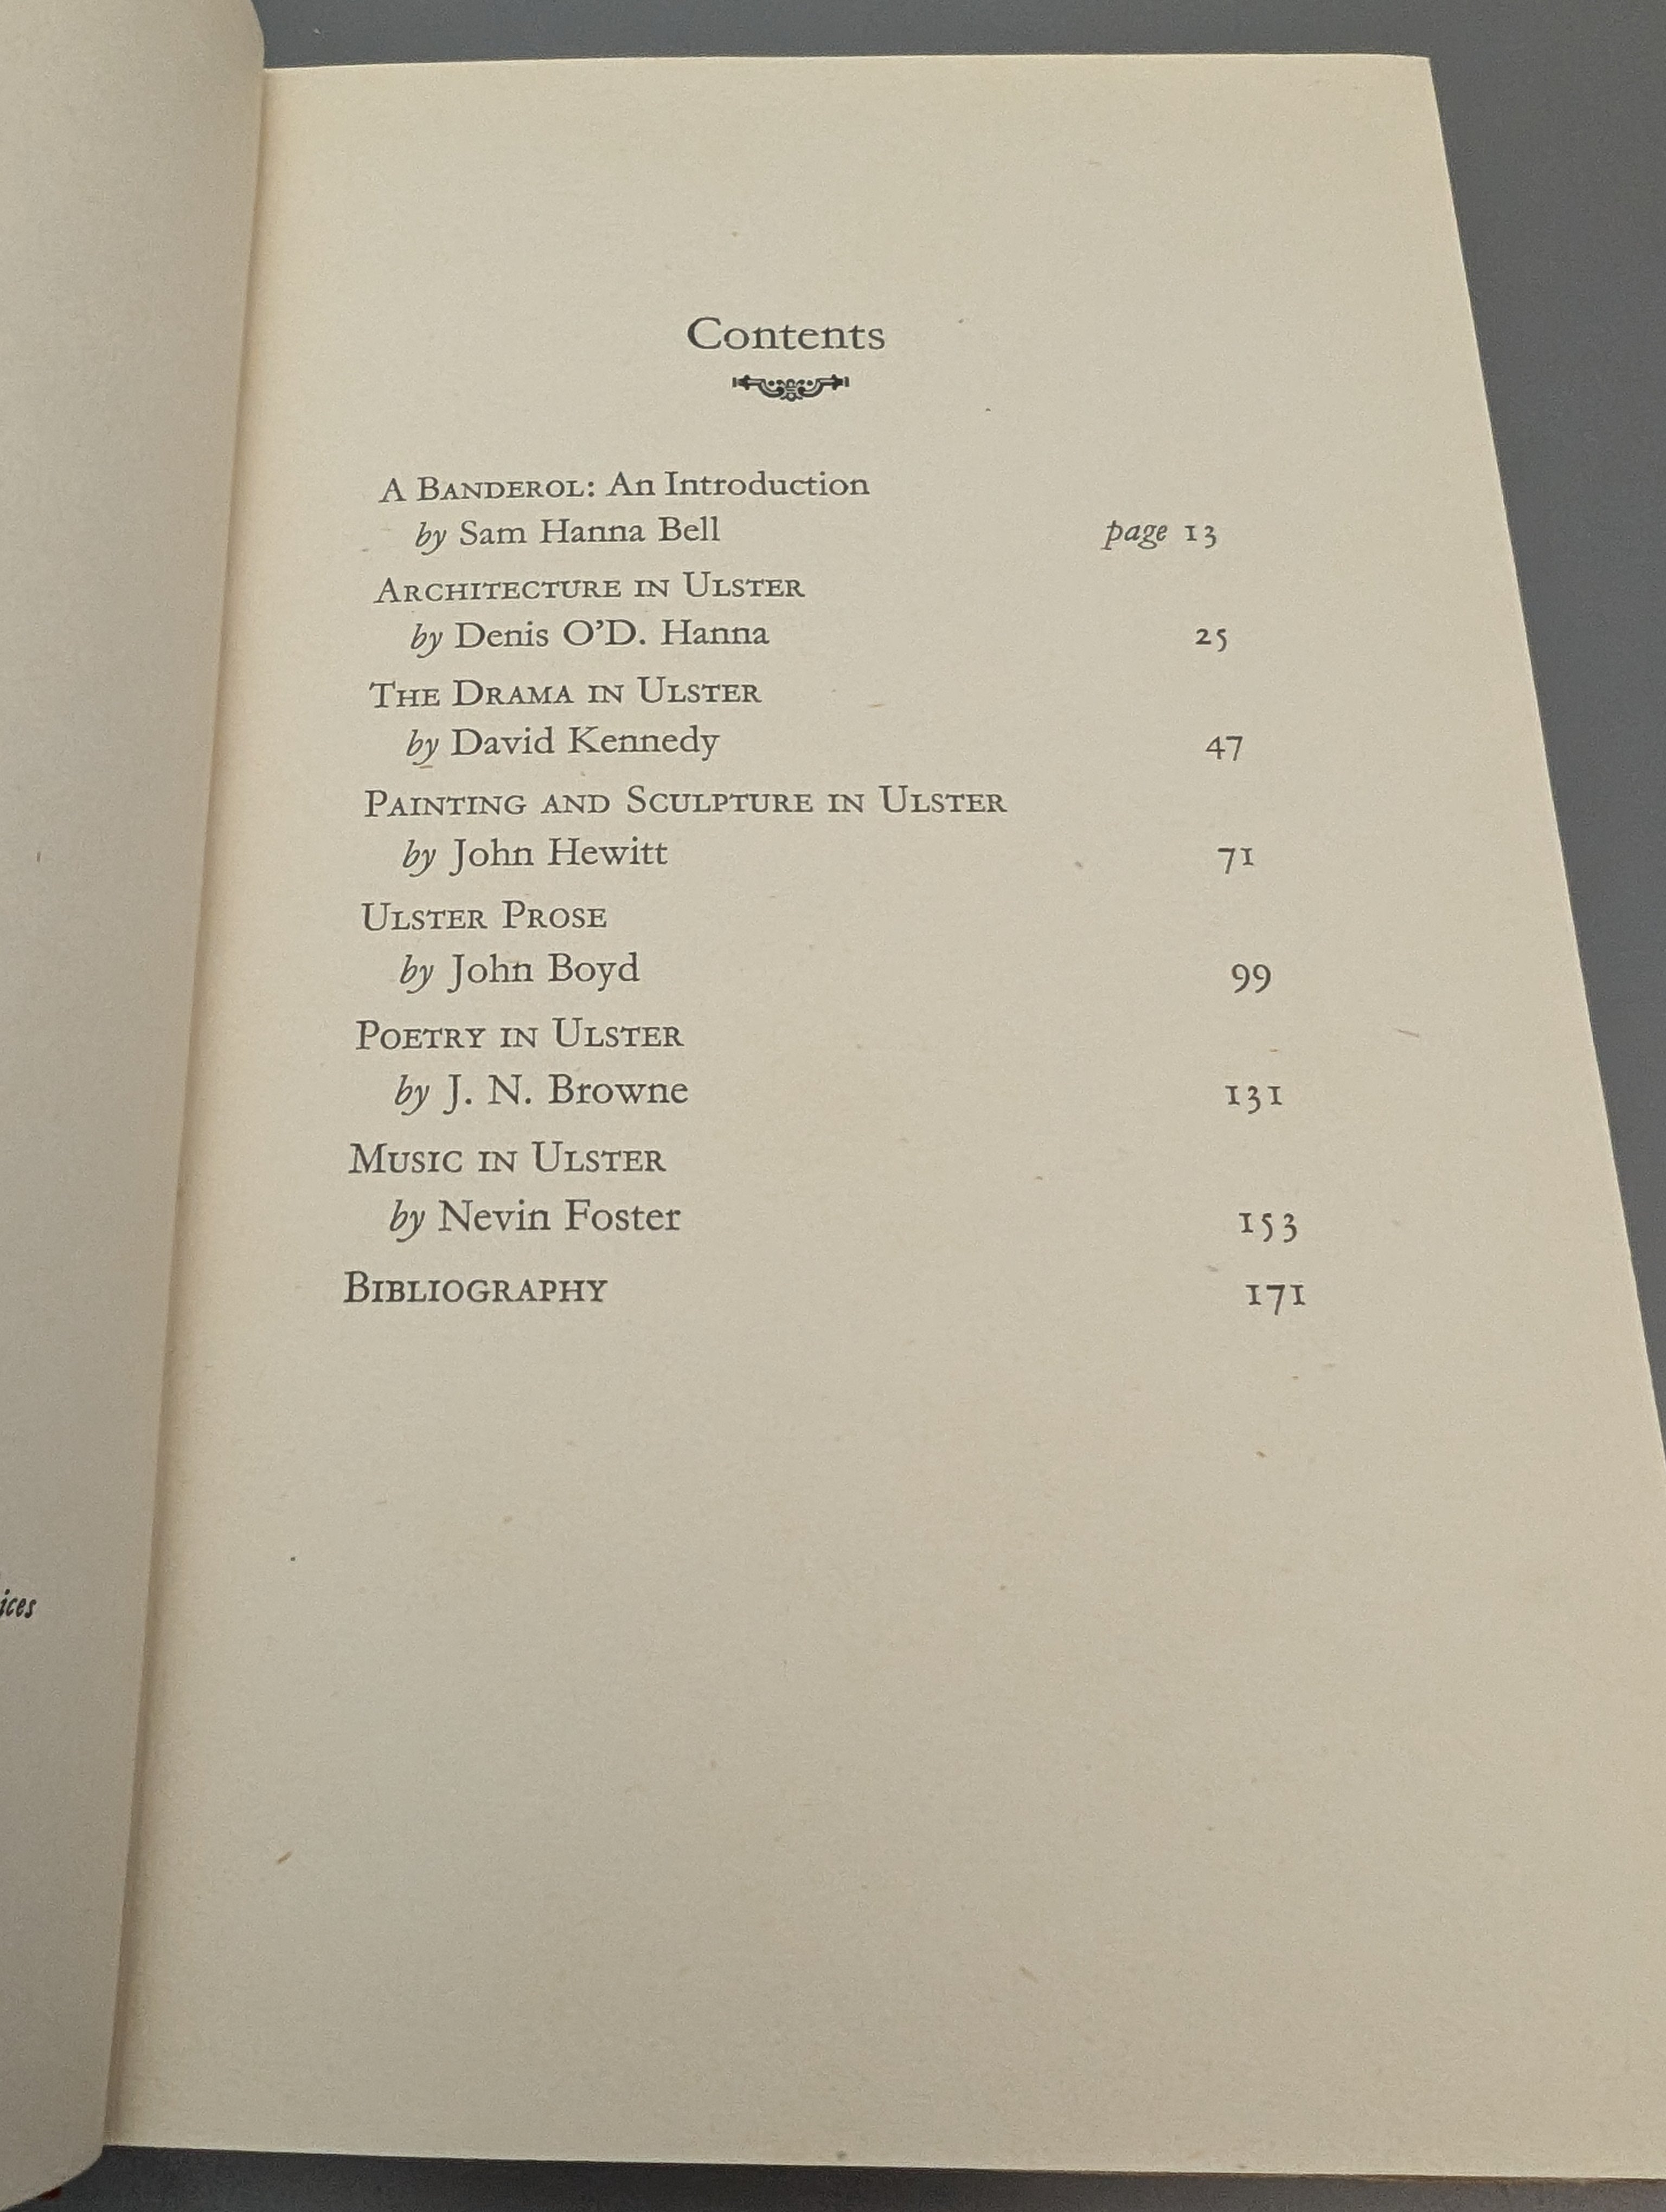 Contents
A Banderol: An Introduction
by Sam Hanna Bell page 13
Architecture in Ulster
by Denis O'D. Hanna 25
The Drama in Ulster
by David Kennedy 47
Painting and Sculpture in Ulster
by John Hewitt 71
Ulster Prose
by John Boyd 99
Poetry in Ulster
by J. N. Browne 131
Music in Ulster
by Nevin Foster 153
Bibliography 171